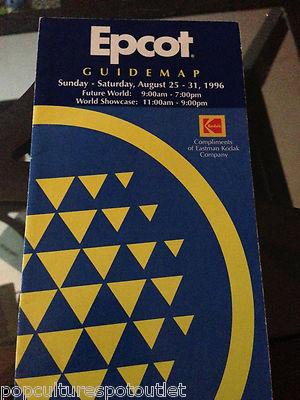 Epcot
GUIDEMAP
Sunday - Saturday, August 25 - 31, 1996
Future World: 9:00am - 7:00pm
World Showcase: 11:00am - 9:00pm
Kodak
Compliments
of Eastman Kodak
Company
popculturespotoutlet